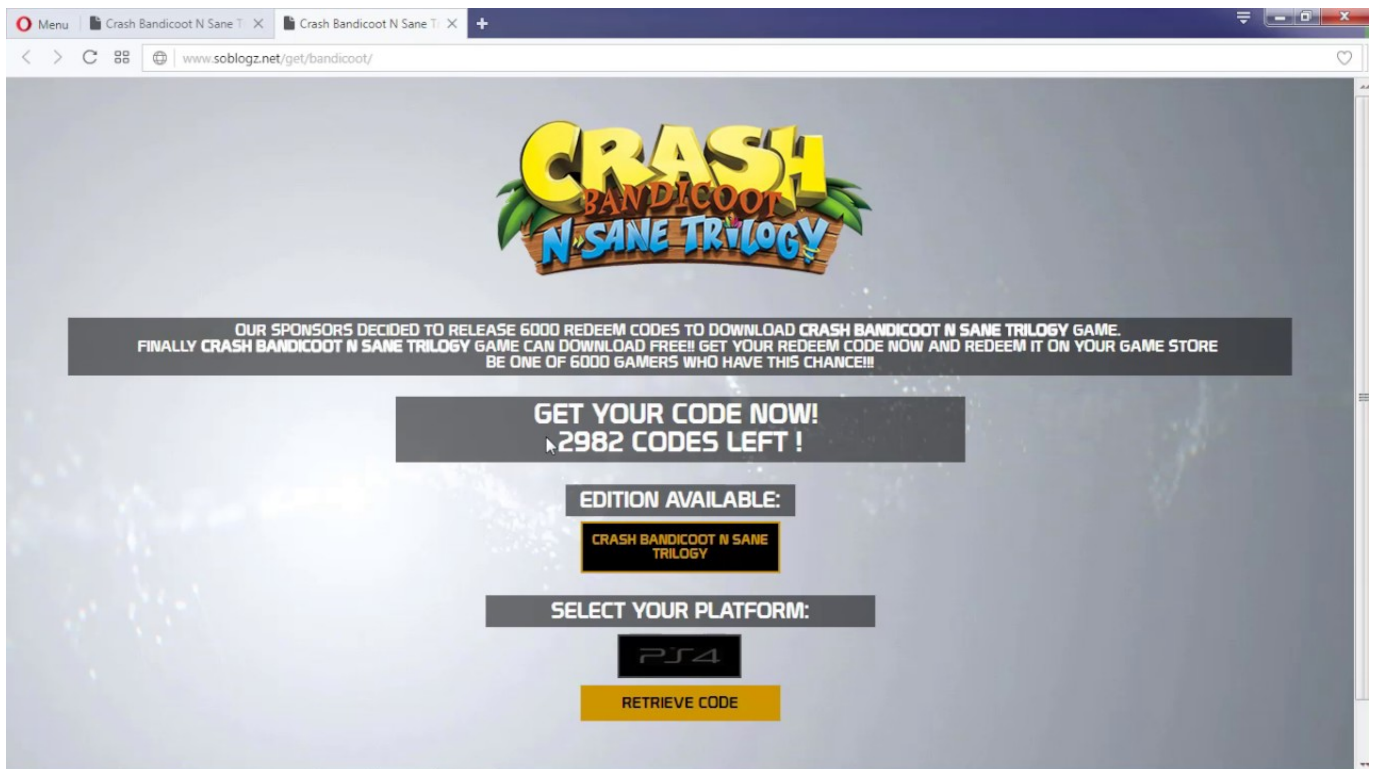 Menu
Crash Bandicoot N Sane T
Crash Bandicoot N Sane Tr
www.soblogz.net/get/bandicoot/
CRASH
BANDICOOT
N. SANE TRILOGY
OUR SPONSORS DECIDED TO RELEASE 6000 REDEEM CODES TO DOWNLOAD CRASH BANDICOOT N SANE TRILOGY GAME.
FINALLY CRASH BANDICOOT N SANE TRILOGY GAME CAN DOWNLOAD FREE!! GET YOUR REDEEM CODE NOW AND REDEEM IT ON YOUR GAME STORE
BE ONE OF 6000 GAMERS WHO HAVE THIS CHANCE!!!
GET YOUR CODE NOW!
2982 CODES LEFT !
EDITION AVAILABLE:
CRASH BANDICOOT N SANE
TRILOGY
SELECT YOUR PLATFORM:
PS4
RETRIEVE CODE